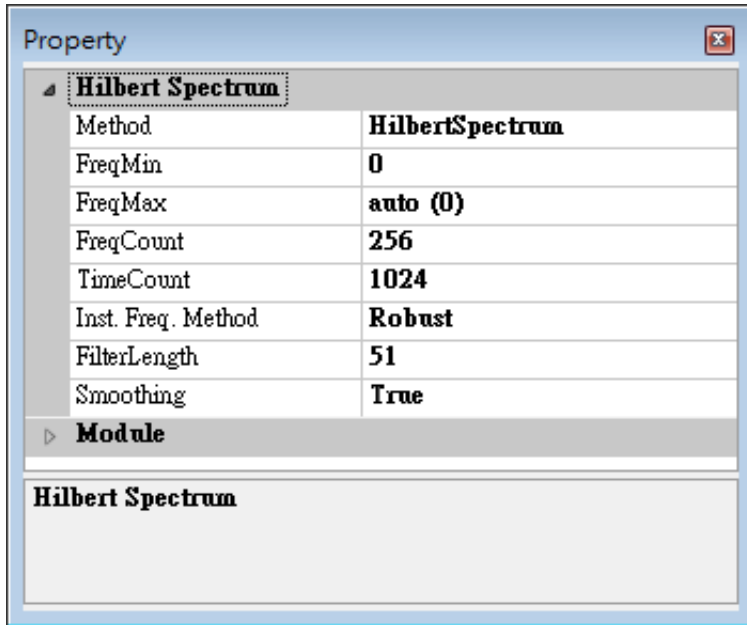 Property
Hilbert Spectrum
Method HilbertSpectrum
FreqMin 0
FreqMax auto (0)
FreqCount 256
TimeCount 1024
Inst. Freq. Method Robust
FilterLength 51
Smoothing True
Module
Hilbert Spectrum